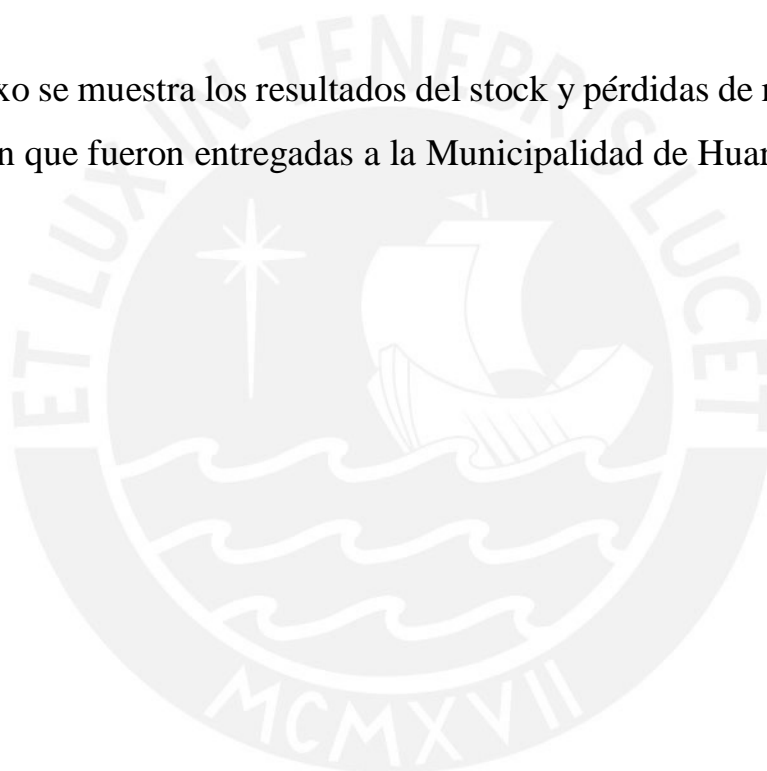 xo se muestra los resultados del stock y pérdidas de
n que fueron entregadas a la Municipalidad de Huar
ET LUX IN TENEBRIS LUCET
MCMXVII